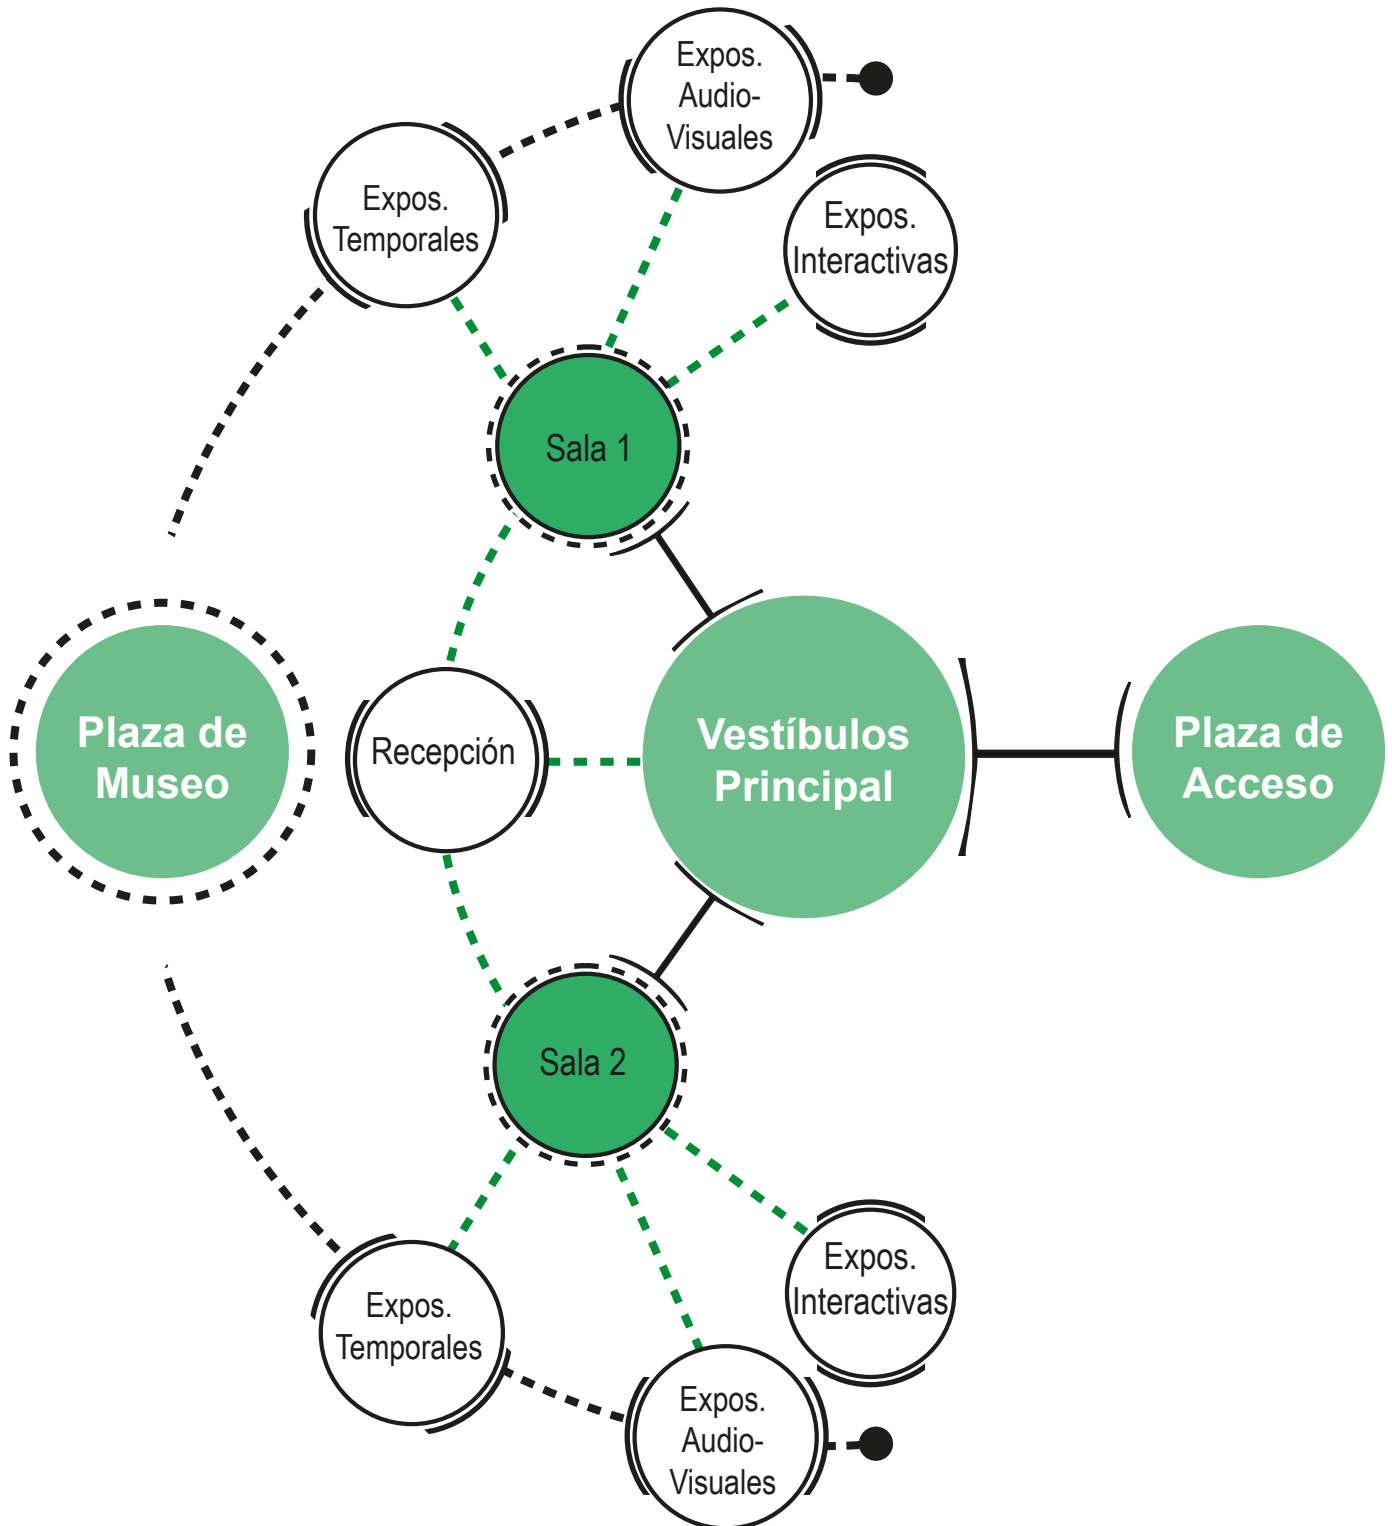 Expos.
Audio-
Visuales
Expos.
Temporales
Expos.
Interactivas
Sala 1
Plaza de
Museo
Recepción
Vestíbulos
Principal
Plaza de
Acceso
Sala 2
Expos.
Interactivas
Expos.
Temporales
Expos.
Audio-
Visuales